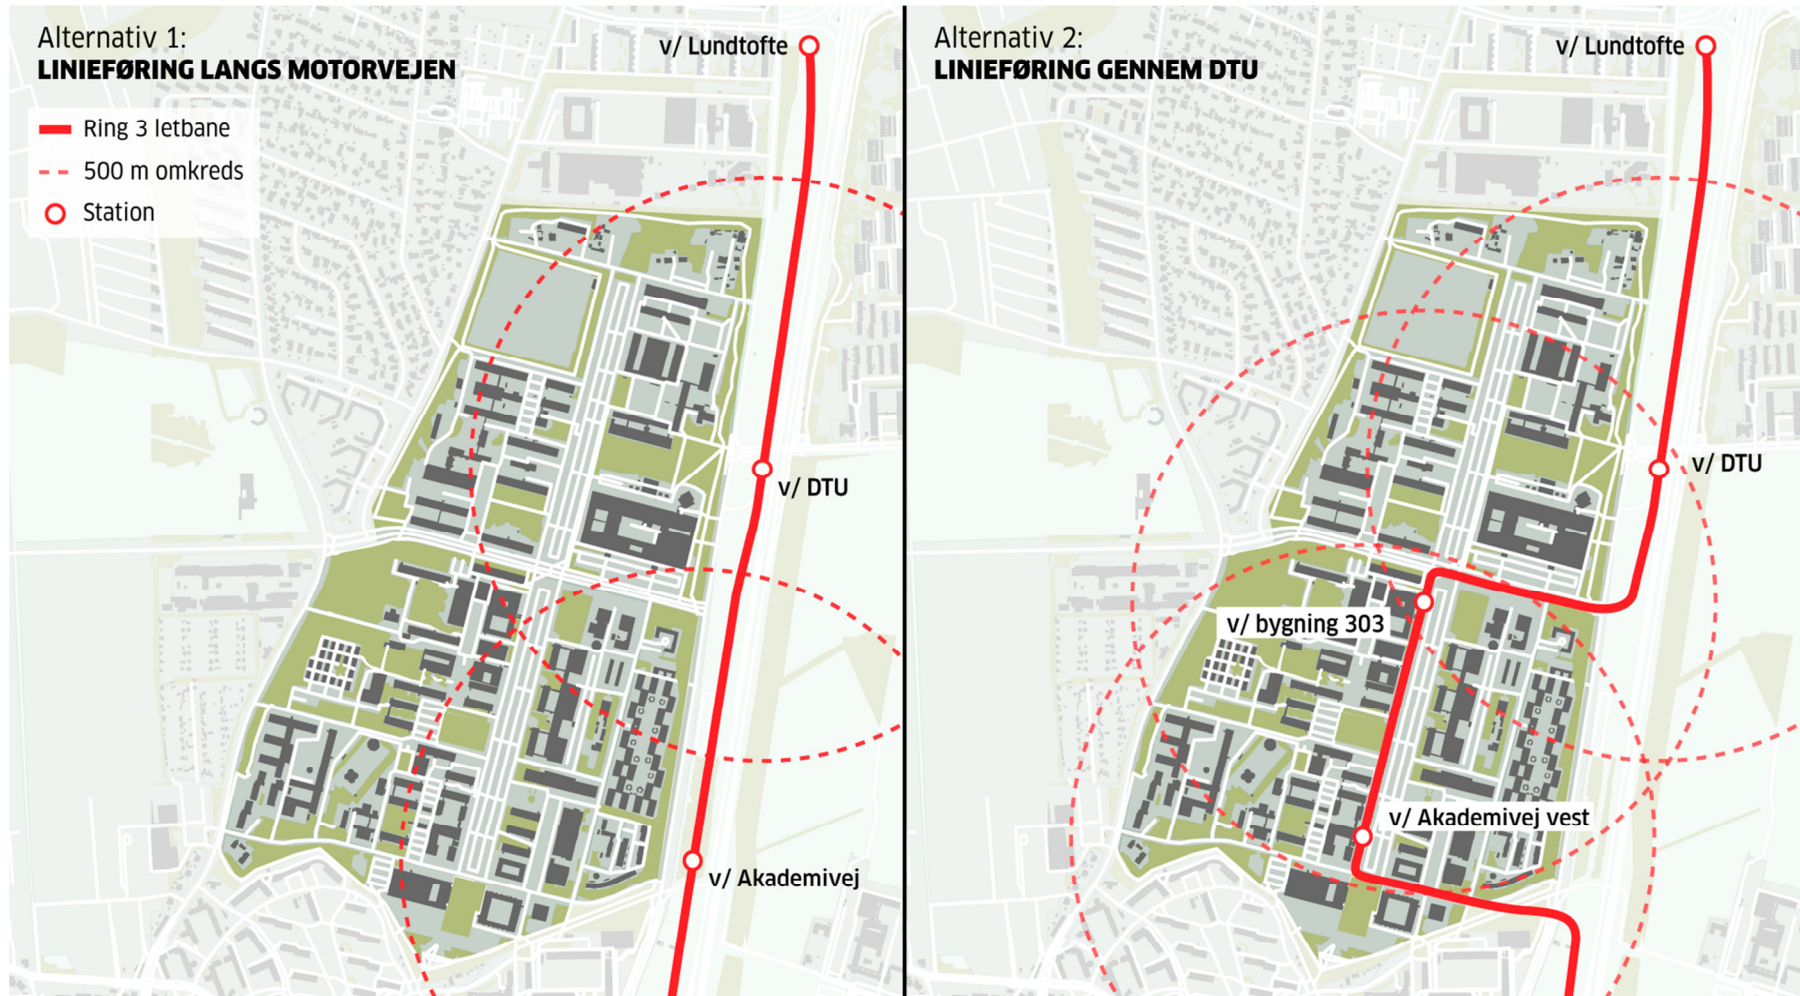 Alternativ 1:
LINIEFØRING LANGS MOTORVEJEN
Ring 3 letbane
500 m omkreds
Station
v/ Lundtofte
v/ DTU
v/ Akademivej
Alternativ 2:
LINIEFØRING GENNEM DTU
v/ Lundtofte
v/ DTU
v/ bygning 303
v/ Akademivej vest